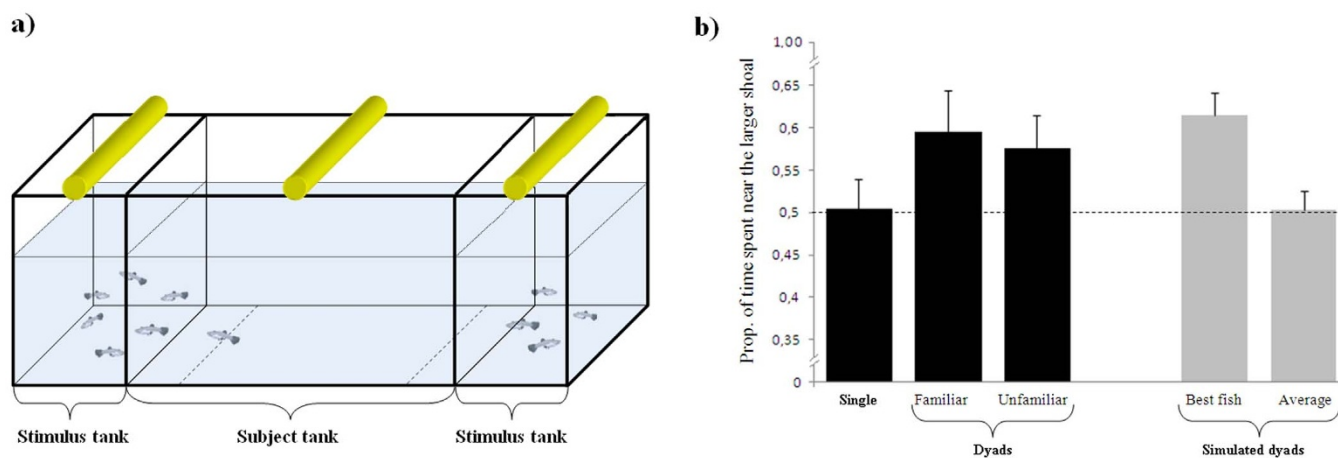 a)
Stimulus tank
Subject tank
Stimulus tank
b)
Prop. of time spent near the larger shoal
1,00
0,65
0,6
0,55
0,5
0,45
0,4
0,35
0
Single
Familiar
Unfamiliar
Dyads
Best fish
Average
Simulated dyads